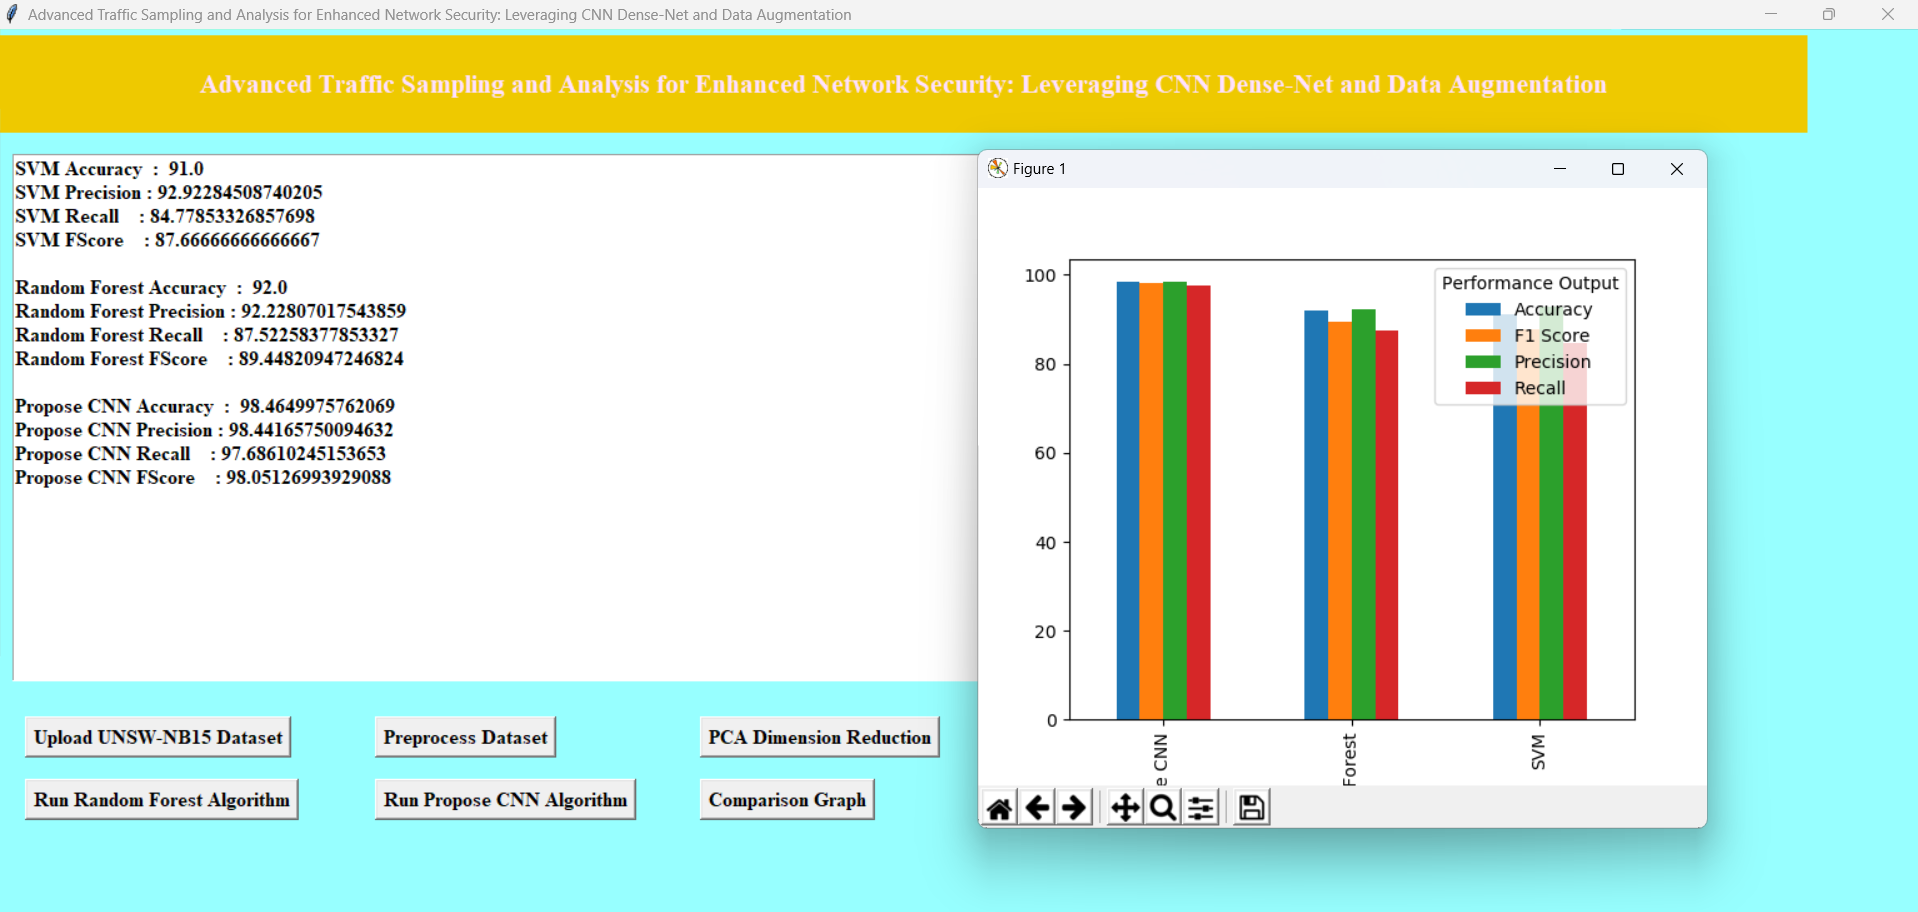 Advanced Traffic Sampling and Analysis for Enhanced Network Security: Leveraging CNN Dense-Net and Data Augmentation
Advanced Traffic Sampling and Analysis for Enhanced Network Security: Leveraging CNN Dense-Net and Data Augmentation
SVM Accuracy : 91.0
SVM Precision : 92.92284508740205
SVM Recall : 84.77853326857698
SVM FScore : 87.66666666666667
Random Forest Accuracy : 92.0
Random Forest Precision : 92.22807017543859
Random Forest Recall : 87.52258377853327
Random Forest FScore : 89.44820947246824
Propose CNN Accuracy : 98.4649975762069
Propose CNN Precision : 98.44165750094632
Propose CNN Recall : 97.68610245153653
Propose CNN FScore : 98.05126993929088
Figure 1
Performance Output
Accuracy
F1 Score
Precision
Recall
100
80
60
40
20
0
e CNN
Forest
SVM
Upload UNSW-NB15 Dataset
Preprocess Dataset
PCA Dimension Reduction
Run Random Forest Algorithm
Run Propose CNN Algorithm
Comparison Graph